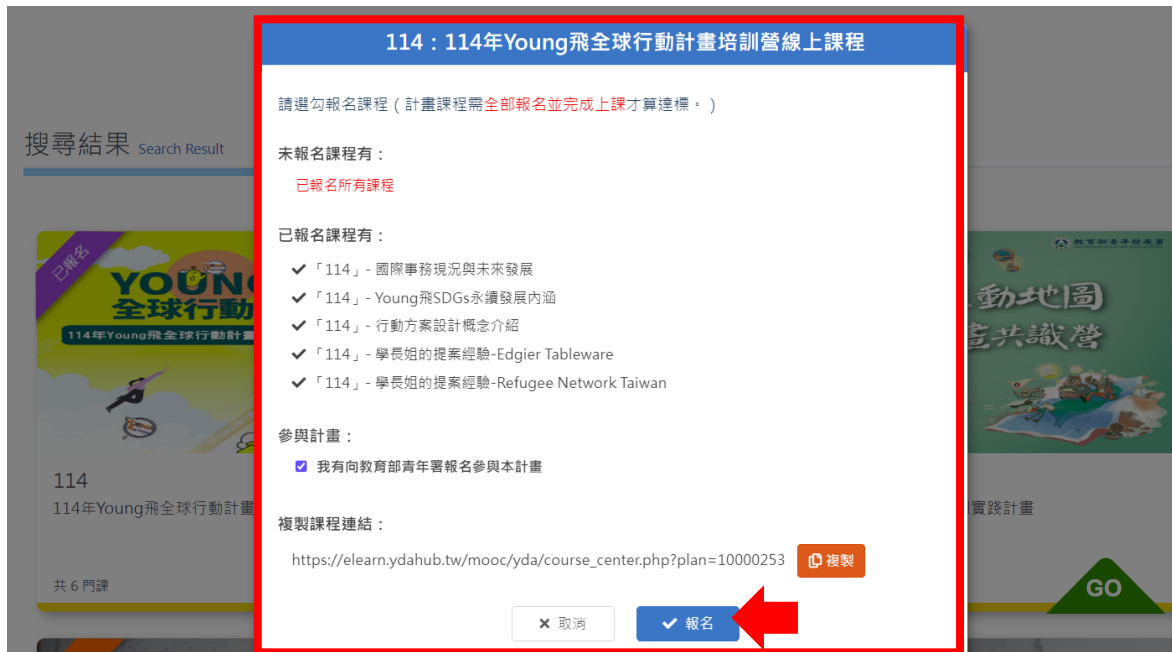 114：114年Young飛全球行動計畫培訓營線上課程
請選勾報名課程（計畫課程需全部報名並完成上課才算達標。）
搜尋結果 Search Result
未報名課程有：
已報名所有課程
已報名課程有：
「114」- 國際事務現況與未來發展
「114」- Young飛SDGs永續發展內涵
「114」- 行動方案設計概念介紹
「114」- 學長姐的提案經驗-Edgier Tableware
「114」- 學長姐的提案經驗-Refugee Network Taiwan
參與計畫：
我有向教育部青年署報名參與本計畫
複製課程連結：
https://elearn.ydahub.tw/mooc/yda/course_center.php?plan=10000253 複製
取消 報名
已報名
YOUN
全球行動
114年Young飛全球行動計畫
114
114年Young飛全球行動計畫
共 6 門課
教育部青年發展署
動地圖
共識營
實踐計畫
GO